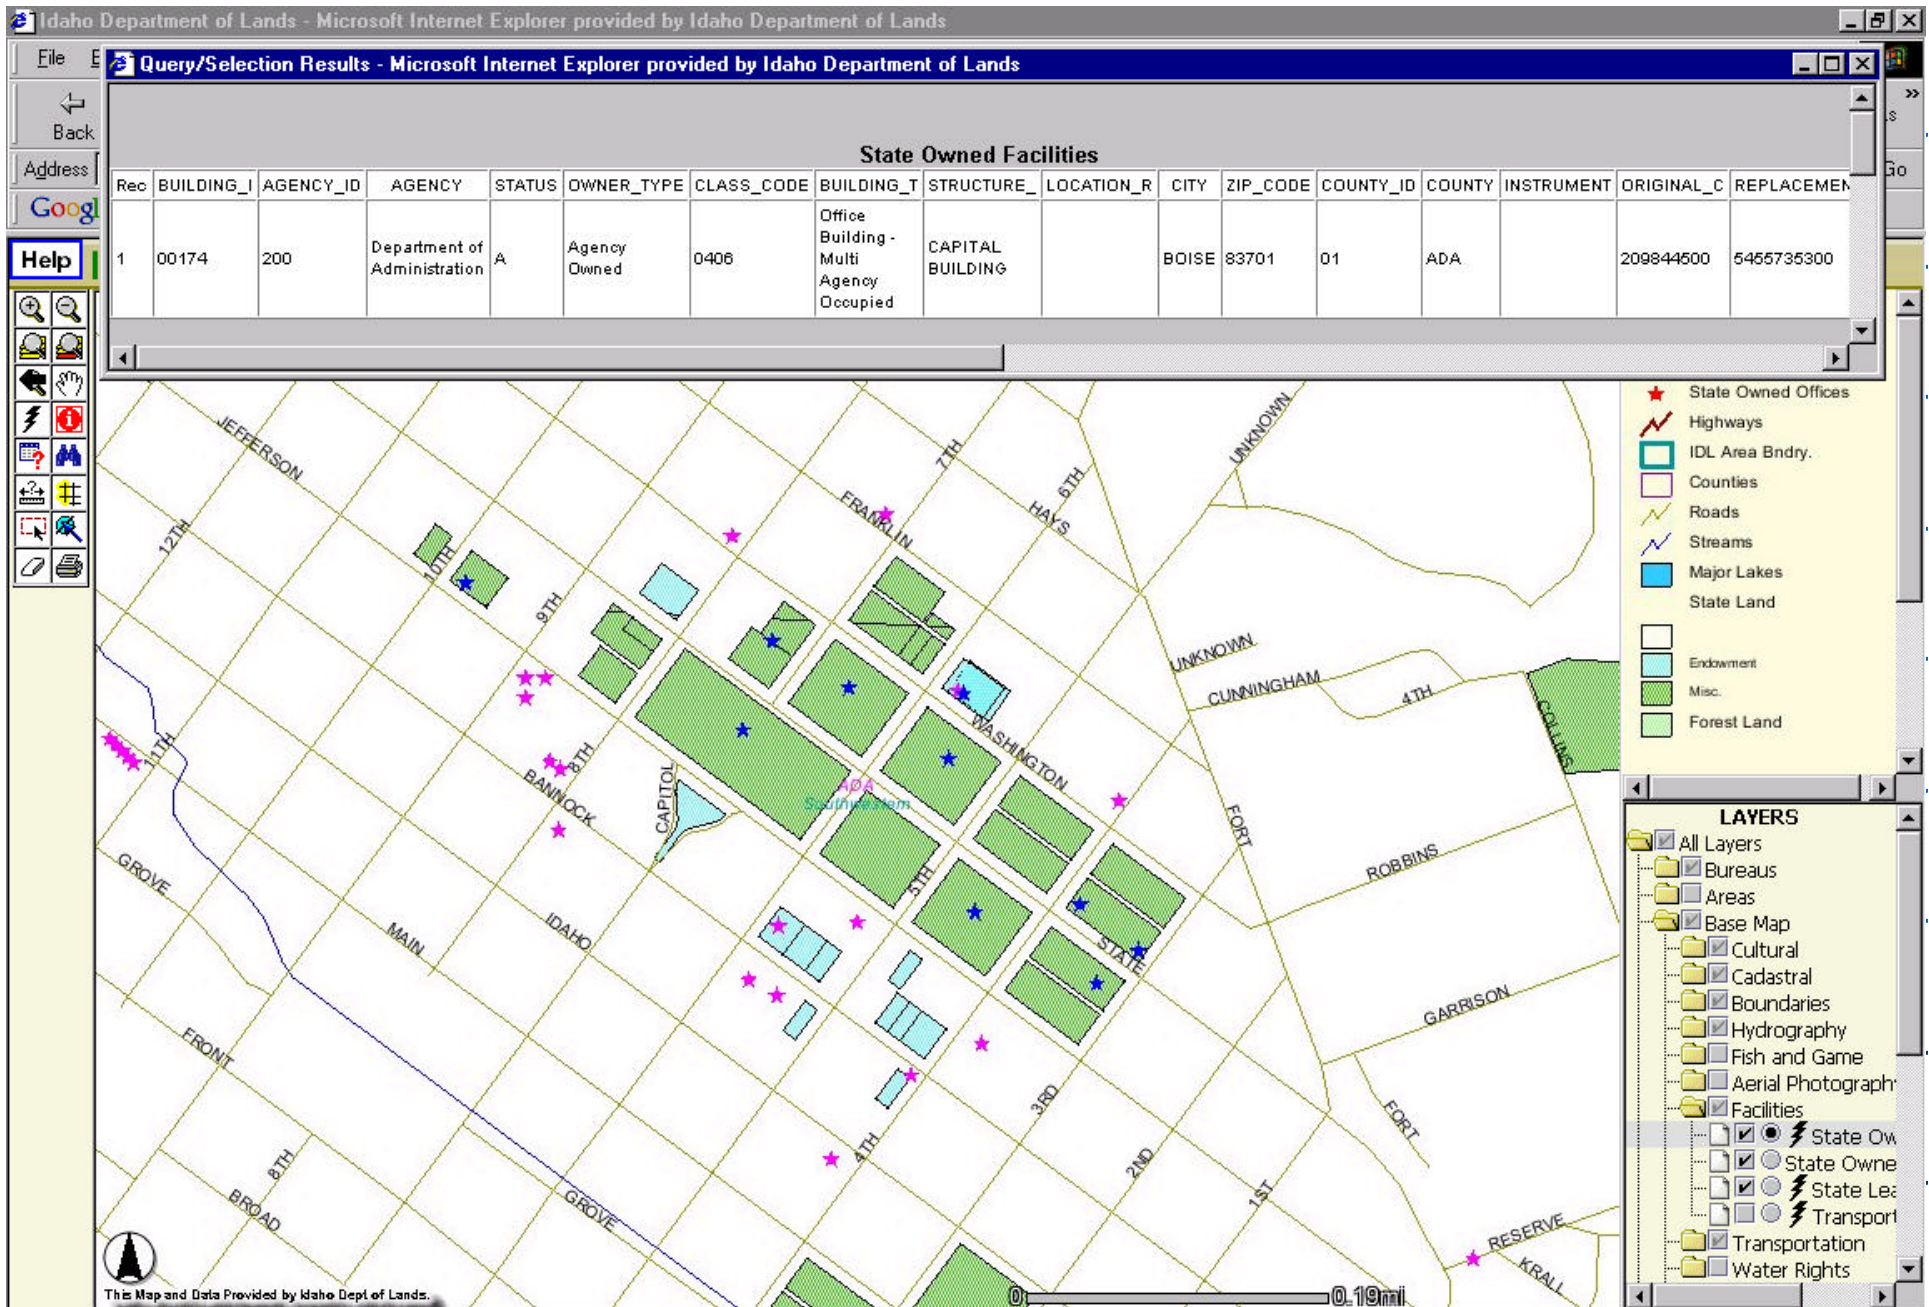 Idaho Department of Lands - Microsoft Internet Explorer provided by Idaho Department of Lands
File E
Query/Selection Results - Microsoft Internet Explorer provided by Idaho Department of Lands
Back
Address
Go
Googl
State Owned Facilities
Rec BUILDING_I AGENCY_ID AGENCY STATUS OWNER_TYPE CLASS_CODE BUILDING_T STRUCTURE_ LOCATION_R CITY ZIP_CODE COUNTY_ID COUNTY INSTRUMENT ORIGINAL_C REPLACEMEN
1 00174 200 Department of Administration A Agency Owned 0406 Office Building - Multi Agency Occupied CAPITAL BUILDING BOISE 83701 01 ADA 209844500 5455735300
Help
State Owned Offices
Highways
IDL Area Bndry.
Counties
Roads
Streams
Major Lakes
State Land
Endowment
Misc.
Forest Land
JEFFERSON
12TH
10TH
9TH
7TH
6TH
FRANKLIN
HAYS
UNKNOWN
UNKNOWN
CUNNINGHAM
4TH
COLLINS
11TH
8TH
BANNOCK
CAPITOL
WASHINGTON
ADA
Southwestern
FORT
ROBBINS
5TH
STATE
GROVE
MAIN
IDAHO
GARRISON
FRONT
3RD
FORT
4TH
2ND
1ST
8TH
BROAD
GROVE
RESERVE
KRALL
This Map and Data Provided by Idaho Dept of Lands.
0 0.19mi
LAYERS
All Layers
Bureaus
Areas
Base Map
Cultural
Cadastral
Boundaries
Hydrography
Fish and Game
Aerial Photograph
Facilities
State Ow
State Owne
State Lea
Transport
Transportation
Water Rights